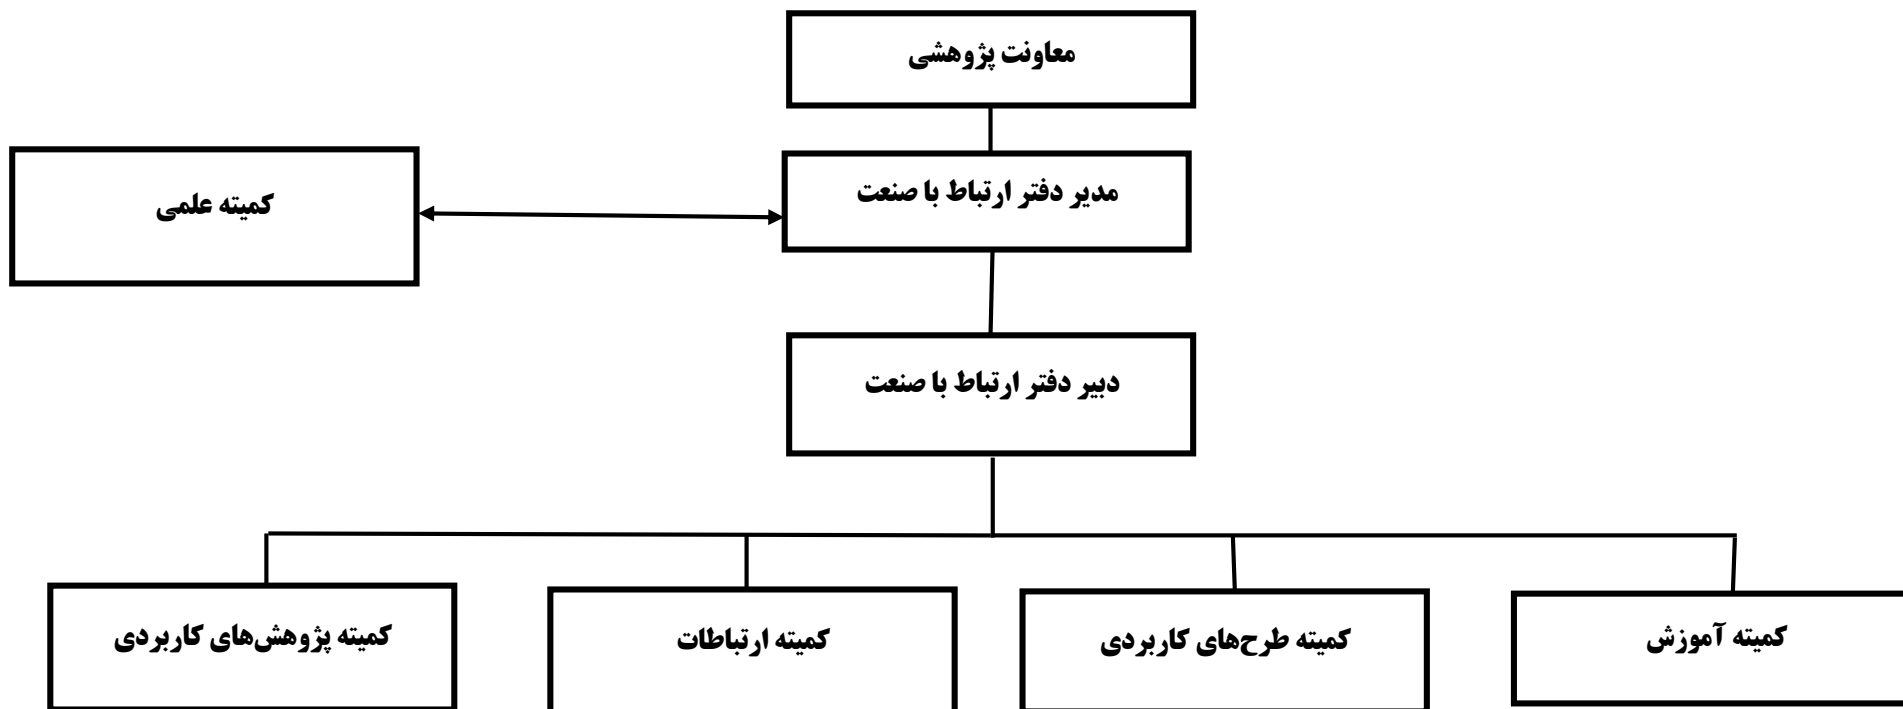 معاونت پژوهشی
مدیر دفتر ارتباط با صنعت
کمیته علمی
دبیر دفتر ارتباط با صنعت
کمیته آموزش
کمیته طرح‌های کاربردی
کمیته ارتباطات
کمیته پژوهش‌های کاربردی